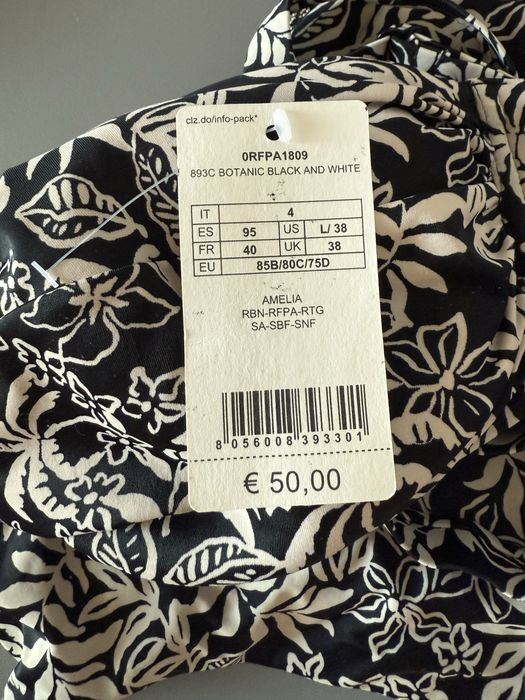 clz.do/info-pack*
0RFPA1809
893C BOTANIC BLACK AND WHITE
IT 4
ES 95 US L/ 38
FR 40 UK 38
EU 85B/80C/75D
AMELIA
RBN-RFPA-RTG
SA-SBF-SNF
8 056008 393301
€ 50,00